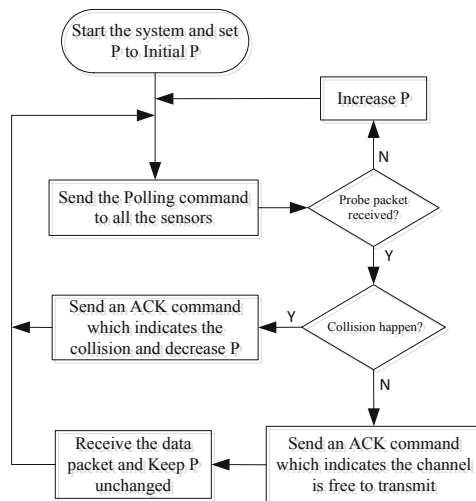 Start the system and set
P to Initial P
Increase P
N
Send the Polling command
to all the sensors
Probe packet
received?
Y
Send an ACK command
which indicates the
collision and decrease P
Y
Collision happen?
N
Receive the data
packet and Keep P
unchanged
Send an ACK command
which indicates the channel
is free to transmit